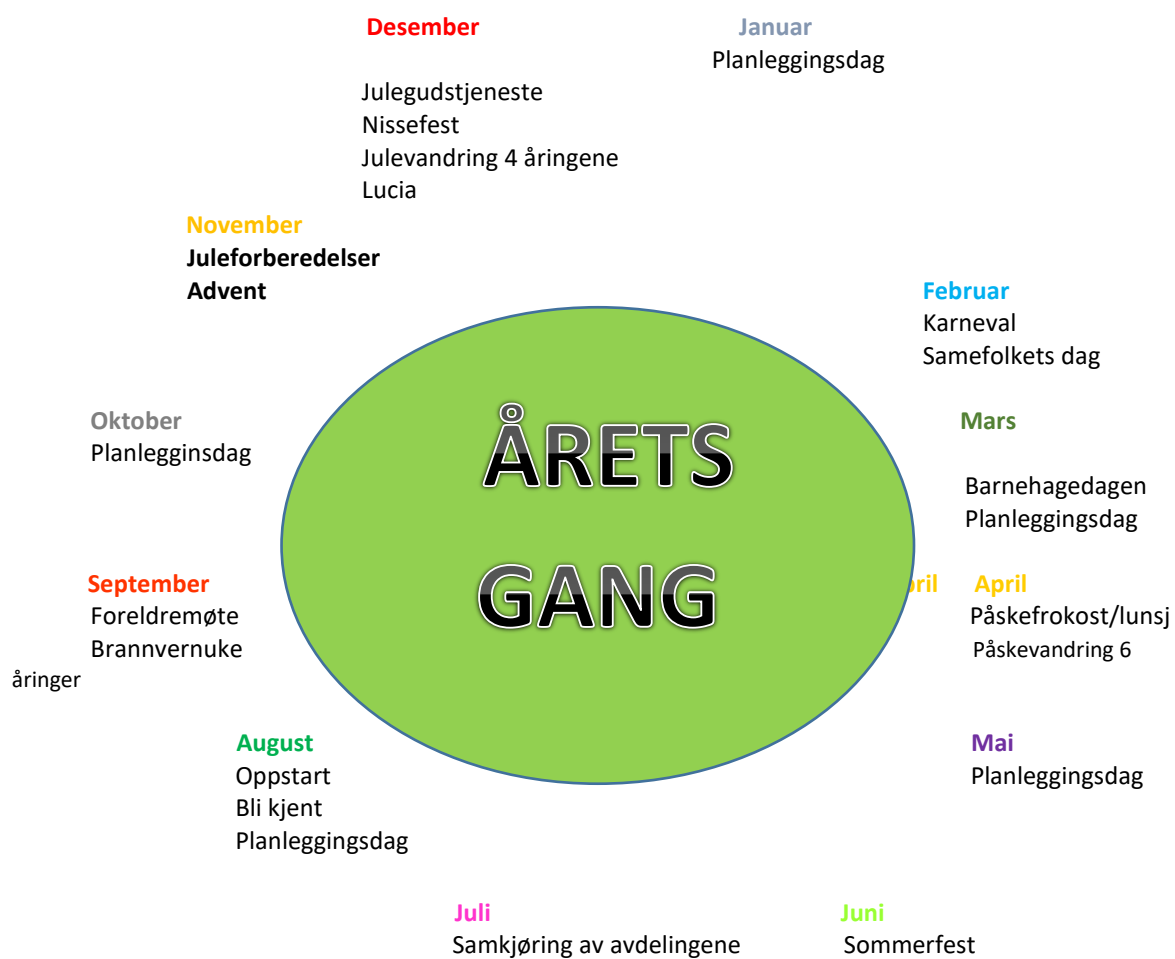 Desember
Julegudstjeneste
Nissefest
Julevandring 4 åringene
Lucia
Januar
Planleggingsdag
November
Juleforberedelser
Advent
Februar
Karneval
Samefolkets dag
Oktober
Planlegginsdag
ÅRETS
GANG
Mars
Barnehagedagen
Planleggingsdag
September
Foreldremøte
Brannvernuke
ril
April
Påskefrokost/lunsj
Påskevandring 6
åringer
August
Oppstart
Bli kjent
Planleggingsdag
Mai
Planleggingsdag
Juli
Samkjøring av avdelingene
Juni
Sommerfest